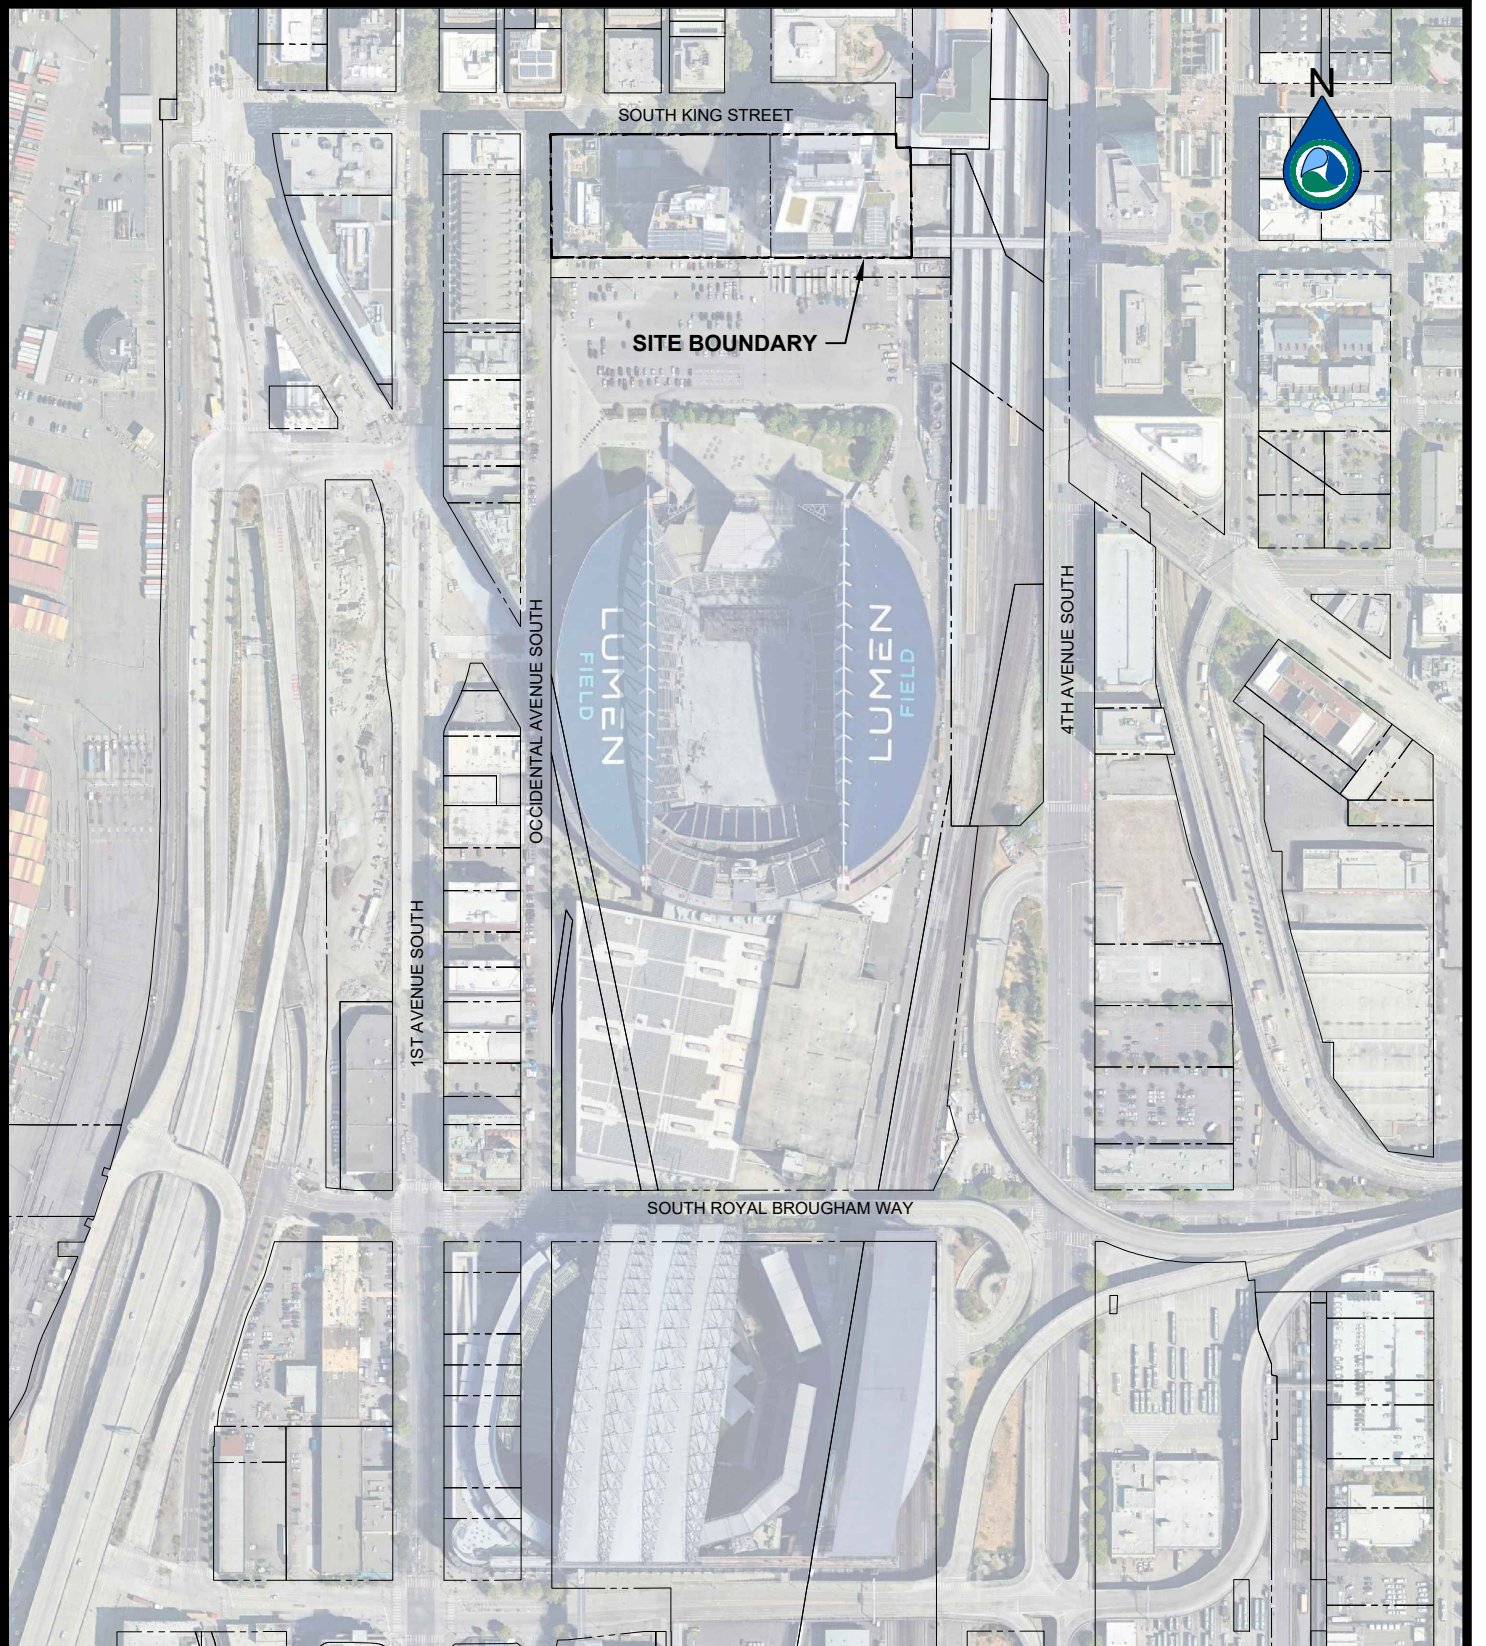 SOUTH KING STREET
N
SITE BOUNDARY
LUMEN
FIELD
LUMEN
FIELD
OCCIDENTAL AVENUE SOUTH
4TH AVENUE SOUTH
1ST AVENUE SOUTH
SOUTH ROYAL BROUGHAM WAY